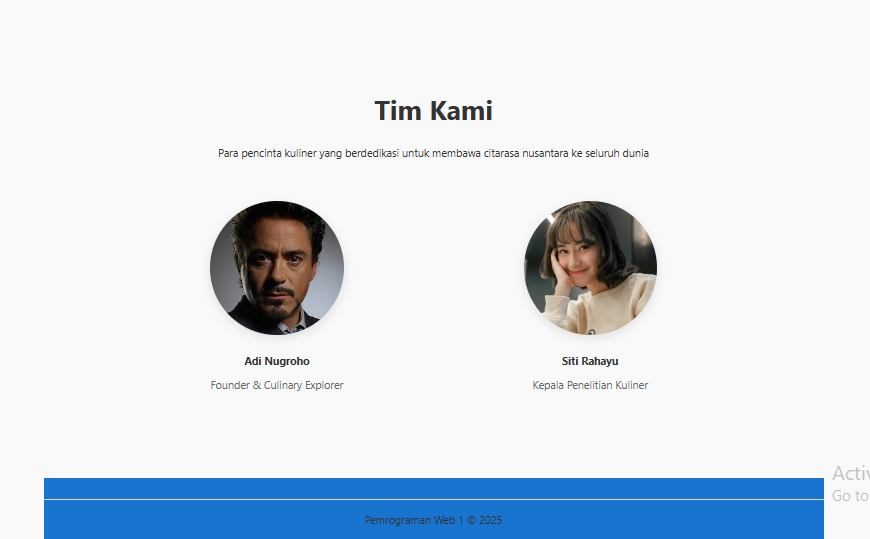 Tim Kami
Para pencinta kuliner yang berdedikasi untuk membawa citarasa nusantara ke seluruh dunia
Adi Nugroho
Siti Rahayu
Founder & Culinary Explorer
Kepala Penelitian Kuliner
Activ
Go to
Pemrograman Web 1 © 2025